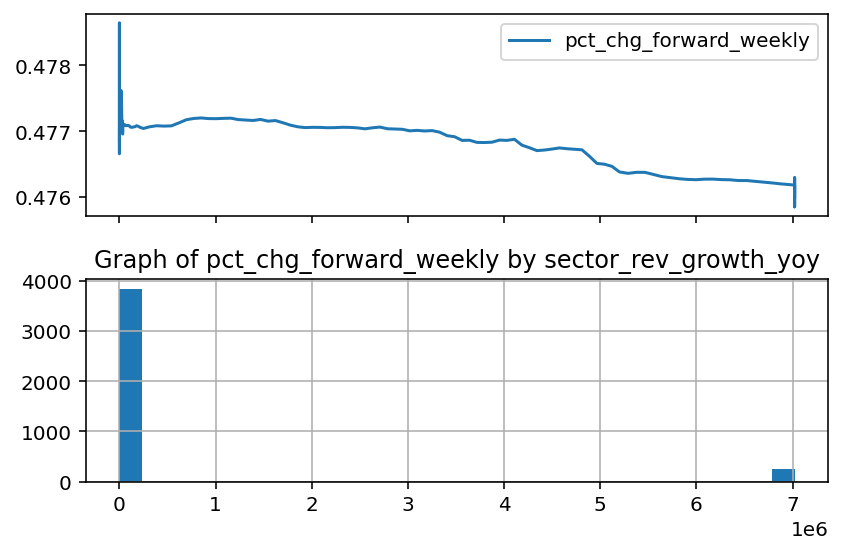 pct_chg_forward_weekly
0.478
0.477
0.476
Graph of pct_chg_forward_weekly by sector_rev_growth_yoy
4000
3000
2000
1000
0
0 1 2 3 4 5 6 7
1e6